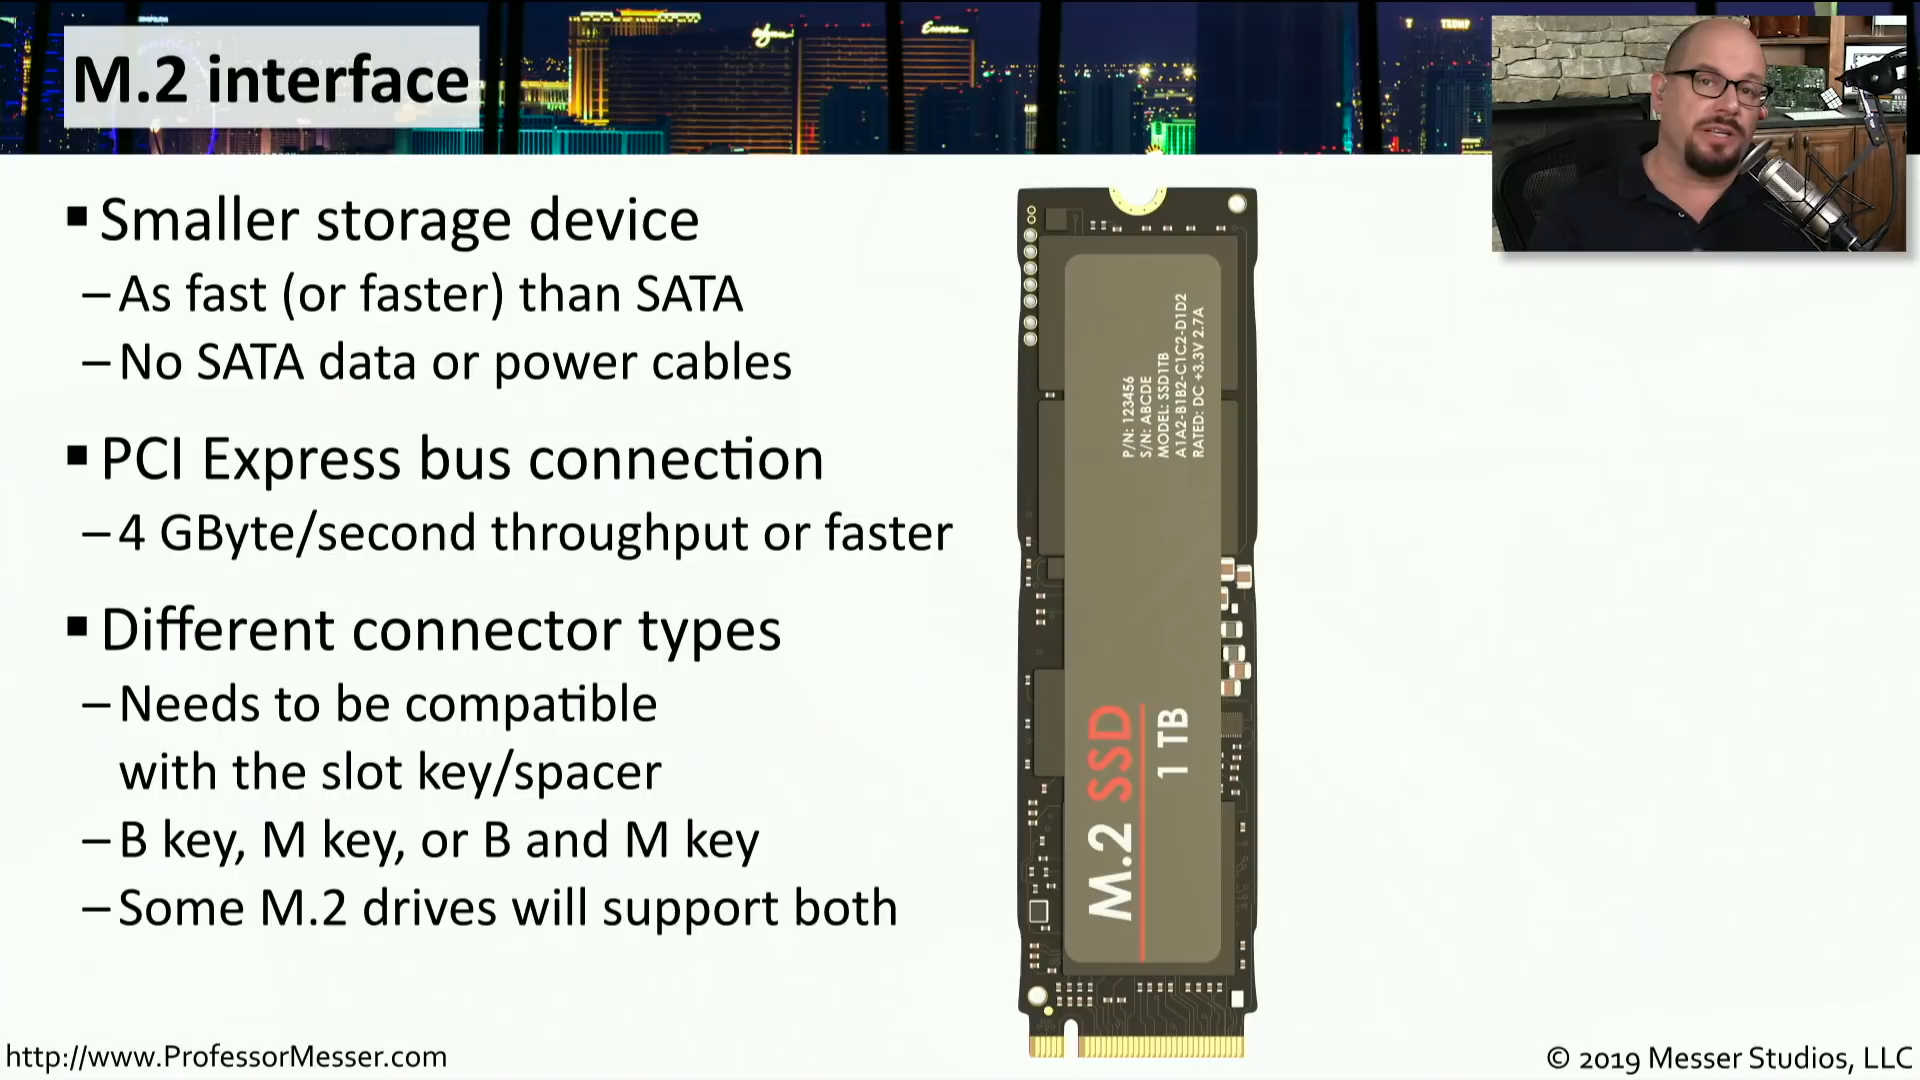 wynn
Encore
T
TRUMP
M.2 interface
▪ Smaller storage device
– As fast (or faster) than SATA
– No SATA data or power cables
▪ PCI Express bus connection
– 4 GByte/second throughput or faster
▪ Different connector types
– Needs to be compatible
with the slot key/spacer
– B key, M key, or B and M key
– Some M.2 drives will support both
P/N: 123456
S/N: ABCDE
MODEL: SSD1TB
A1A2-B1B2-C1C2-D1D2
RATED: DC +3.3V 2.7A
M.2 SSD
1 TB
http://www.ProfessorMesser.com
© 2019 Messer Studios, LLC